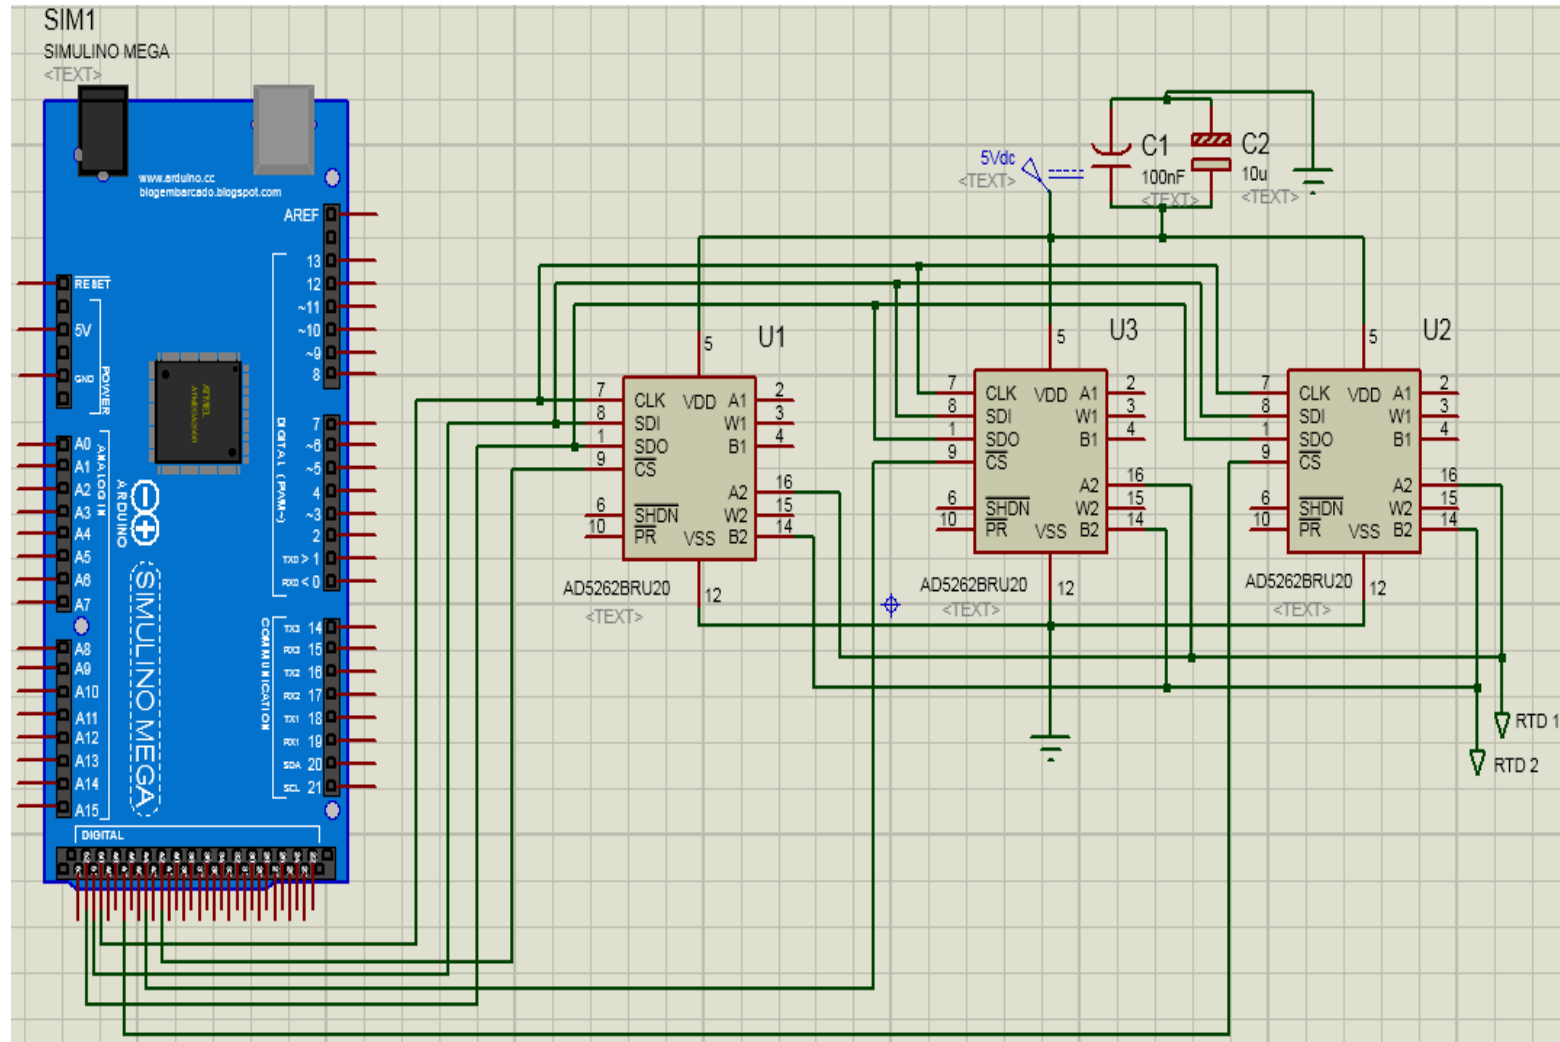 SIM1
SIMULINO MEGA
<TEXT>
www.arduino.cc
blogembarcado.blogspot.com
AREF
13
12
~11
~10
~9
8
7
~6
~5
4
~3
2
TX0 > 1
RX0 < 0
TX3 14
RX3 15
TX2 16
RX2 17
TX1 18
RX1 19
SDA 20
SCL 21
DIGITAL (PWM~)
COMMUNICATION
RESET
5V
GND
POWER
A0
A1
A2
A3
A4
A5
A6
A7
A8
A9
A10
A11
A12
A13
A14
A15
ANALOG IN
ARDUINO
SIMULINO MEGA
ATMEL
DIGITAL
5Vdc
<TEXT>
C1
100nF
<TEXT>
C2
10u
<TEXT>
U1
5
7 CLK VDD A1 2
8 SDI W1 3
1 SDO B1 4
9 CS
A2 16
6 SHDN W2 15
10 PR VSS B2 14
AD5262BRU20
<TEXT>
12
U3
5
7 CLK VDD A1 2
8 SDI W1 3
1 SDO B1 4
9 CS
A2 16
6 SHDN W2 15
10 PR VSS B2 14
AD5262BRU20
<TEXT>
12
U2
5
7 CLK VDD A1 2
8 SDI W1 3
1 SDO B1 4
9 CS
A2 16
6 SHDN W2 15
10 PR VSS B2 14
AD5262BRU20
<TEXT>
12
RTD 1
RTD 2